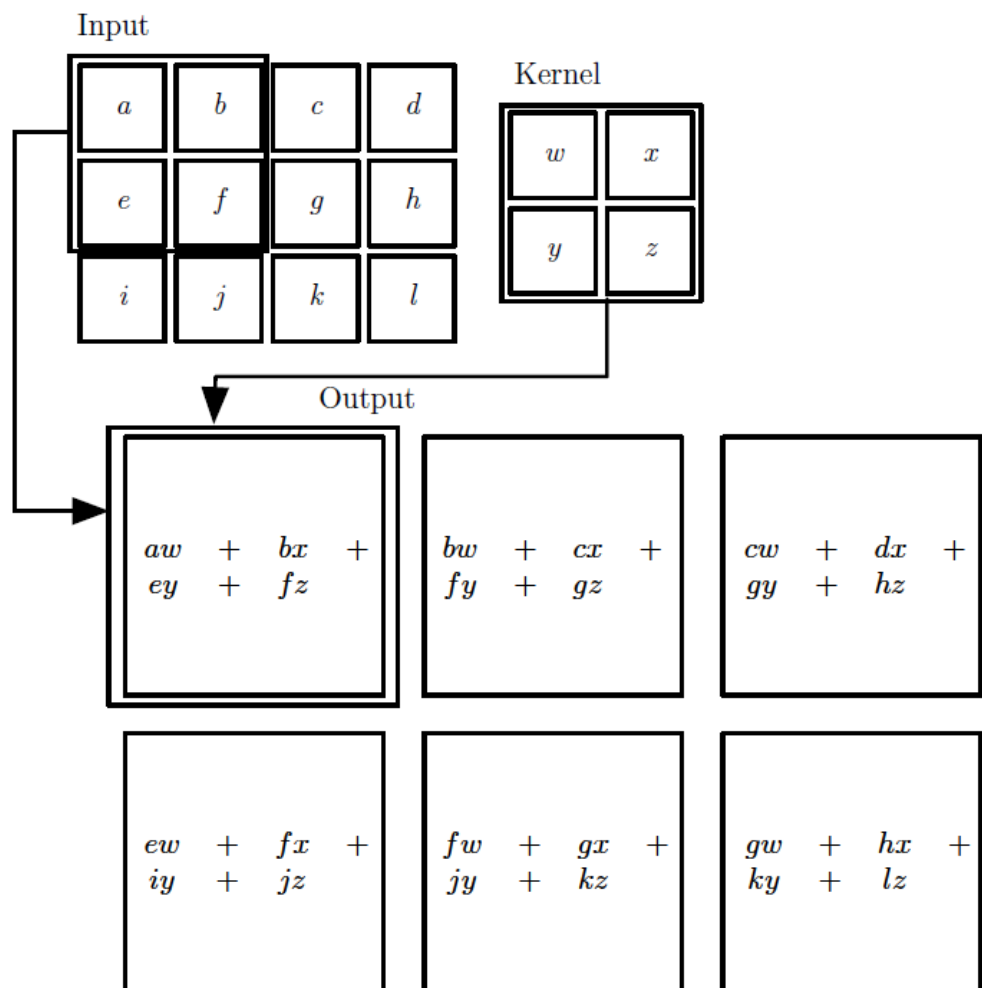 Input
Kernel
a b c d
w x
e f g h
y z
i j k l
Output
aw + bx +
ey + fz
bw + cx +
fy + gz
cw + dx +
gy + hz
ew + fx +
iy + jz
fw + gx +
jy + kz
gw + hx +
ky + lz